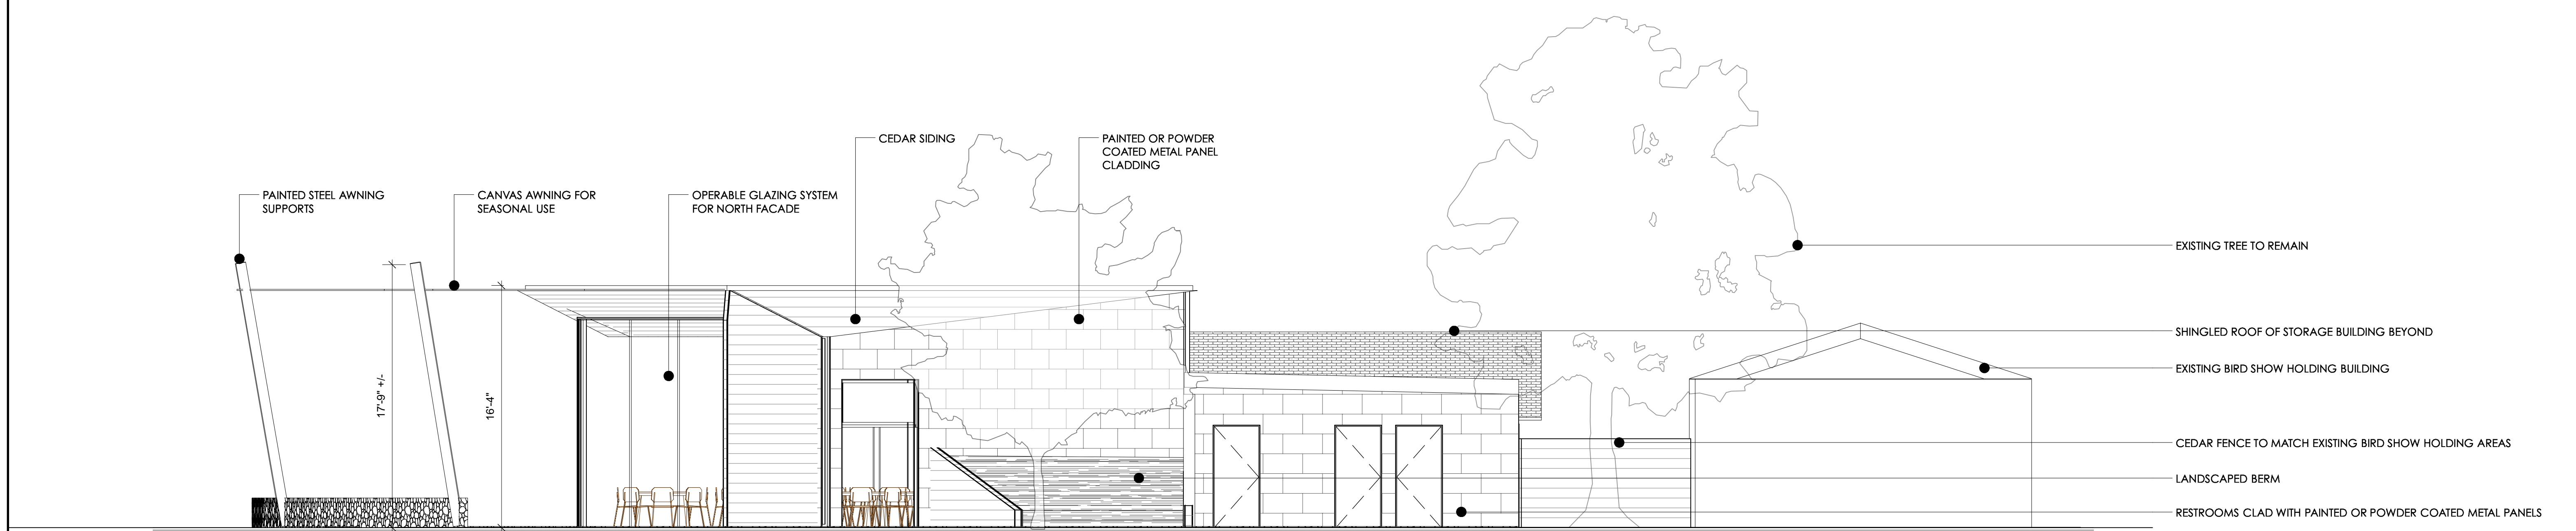 CEDAR SIDING
PAINTED OR POWDER
COATED METAL PANEL
CLADDING
PAINTED STEEL AWNING
SUPPORTS
CANVAS AWNING FOR
SEASONAL USE
OPERABLE GLAZING SYSTEM
FOR NORTH FACADE
EXISTING TREE TO REMAIN
SHINGLED ROOF OF STORAGE BUILDING BEYOND
EXISTING BIRD SHOW HOLDING BUILDING
17'-9" +/-
16'-4"
CEDAR FENCE TO MATCH EXISTING BIRD SHOW HOLDING AREAS
LANDSCAPED BERM
RESTROOMS CLAD WITH PAINTED OR POWDER COATED METAL PANELS